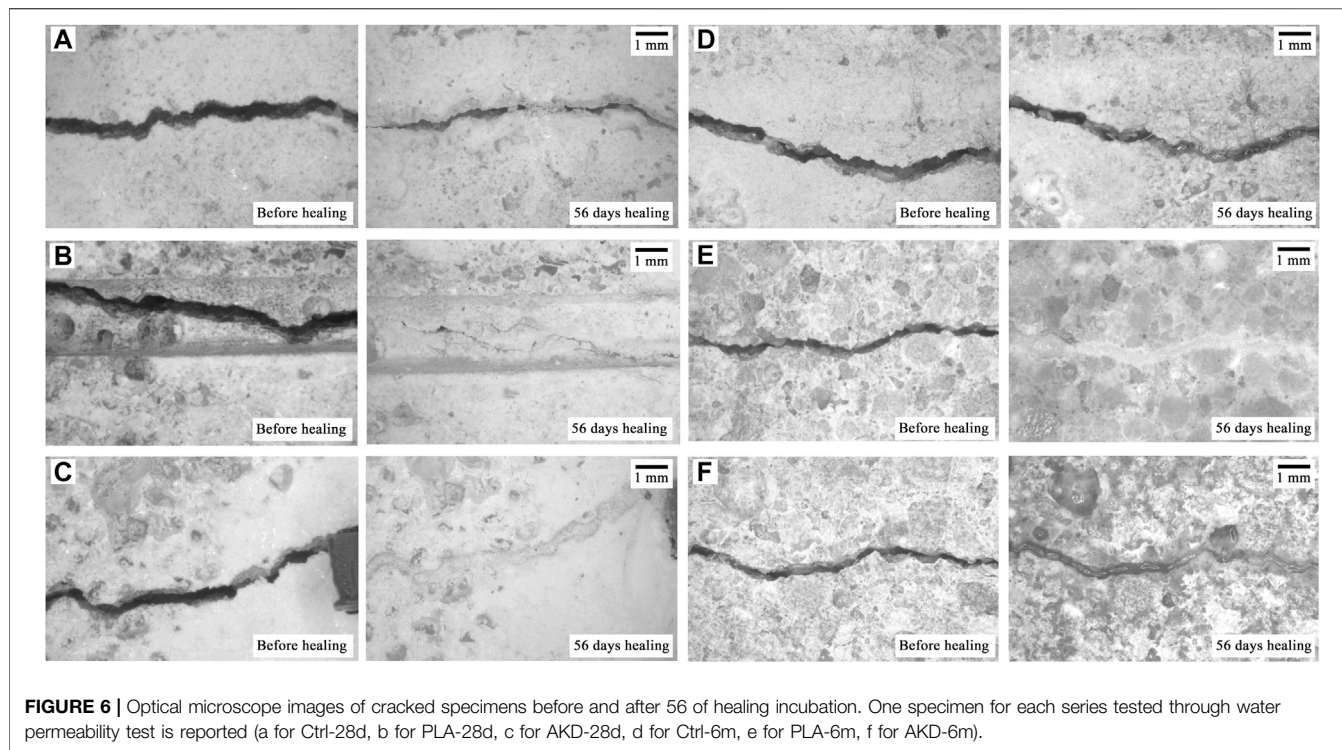 A
1 mm
D
1 mm
Before healing
56 days healing
Before healing
56 days healing
B
1 mm
E
1 mm
Before healing
56 days healing
Before healing
56 days healing
C
1 mm
F
1 mm
Before healing
56 days healing
Before healing
56 days healing
FIGURE 6 | Optical microscope images of cracked specimens before and after 56 of healing incubation. One specimen for each series tested through water
permeability test is reported (a for Ctrl-28d, b for PLA-28d, c for AKD-28d, d for Ctrl-6m, e for PLA-6m, f for AKD-6m).